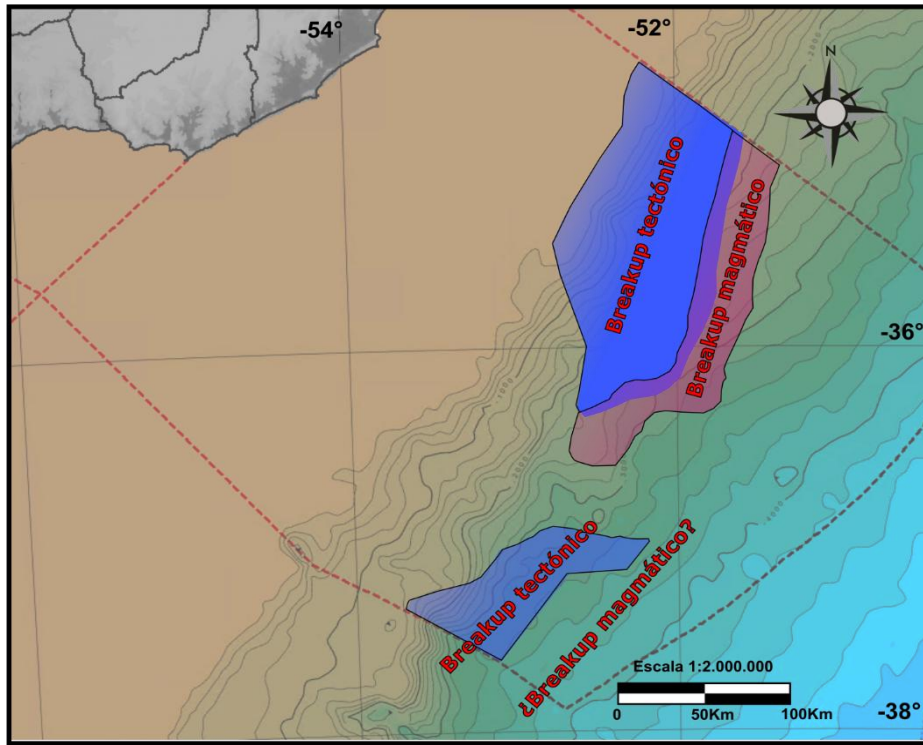 -54°
-52°
N
Breakup tectónico
Breakup magmático
-36°
Breakup tectónico
¿Breakup magmático?
Escala 1:2.000.000
0 50Km 100Km
-38°